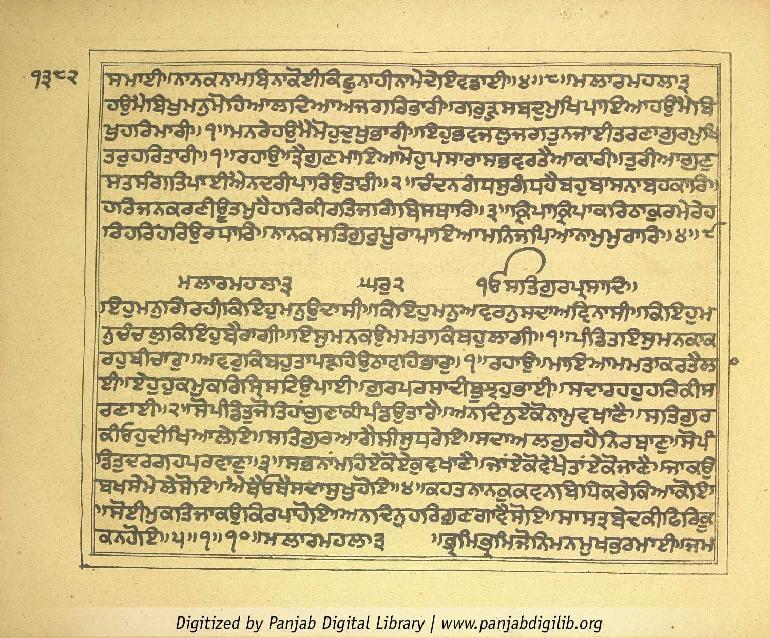 ੧੩੮੨
ਸਮਾਈ॥ਨਾਨਕਨਾਮਬਿਨਾਕੋਈਕਿਛੁਨਾਹੀਨਾਮੇਦੇਇਵਡਾਈ॥੪॥੮॥ਮਲਾਰਮਹਲਾ੩
ਹਉਮੈਬਿਖੁਮਨੁਮੋਹਿਆਲਾਦਿਆਅਜਗਰਿਭਾਰੀ॥ਗਰੁੜੁਸਬਦੁਮੁਖਿਪਾਇਆਹਉਮੈਬਿ
ਖੁਹਰਿਮਾਰੀ॥੧॥ਮਨਰੇਹਉਮੈਮੋਹੁਦੁਖੁਭਾਰੀ॥ਇਹੁਭਵਜਲੁਜਗਤੁਨਜਾਈਤਰਣਾਗੁਰਮੁਖਿ
ਤਰੁਹਰਿਤਾਰੀ॥੧॥ਰਹਾਉ॥ਤ੍ਰੈਗੁਣਮਾਇਆਮੋਹੁਪਸਾਰਾਸਭਵਰਤੈਆਕਾਰੀ॥ਤੁਰੀਆਗੁਣੁ
ਸਤਸੰਗਤਿਪਾਈਐਨਦਰੀਪਾਰਿਉਤਾਰੀ॥੨॥ਚੰਦਨਗੰਧਸੁਗੰਧਹੈਬਹੁਬਾਸਨਾਬਹਕਾਰਿ॥
ਹਰਿਜਨਕਰਣੀਊਤਮਹੈਹਰਿਕੀਰਤਿਜਗਿਬਿਸਥਾਰਿ॥੩॥ਕ੍ਰਿਪਾਕ੍ਰਿਪਾਕਰਿਠਾਕੁਰਮੇਰੇਹ
ਰਿਹਰਿਹਰਿਉਰਧਾਰਿ॥ਨਾਨਕਸਤਿਗੁਰੁਪੂਰਾਪਾਇਆਮਨਿਜਪਿਆਨਾਮੁਮੁਰਾਰਿ॥੪॥੯
ਮਲਾਰਮਹਲਾ੩ ਘਰੁ੨ ੴਸਤਿਗੁਰਪ੍ਰਸਾਦਿ॥
ਇਹੁਮਨੁਗਿਰਹੀਕਿਇਹੁਮਨੁਉਦਾਸੀ॥ਕਿਇਹੁਮਨੁਅਵਰਨੁਸਦਾਅਵਿਨਾਸੀ॥ਕਿਇਹੁਮ
ਨੁਚੰਚਲੁਕਿਇਹੁਬੈਰਾਗੀ॥ਇਸੁਮਨਕਉਮਮਤਾਕਿਥਹੁਲਾਗੀ॥੧॥ਪੰਡਿਤਇਸੁਮਨਕਾਕ
ਰਹੁਬੀਚਾਰੁ॥ਅਵਰੁਕਿਬਹੁਤਾਪੜਹਿਉਠਾਵਹਿਭਾਰੁ॥੧॥ਰਹਾਉ॥ਮਾਇਆਮਮਤਾਕਰਤੈਲ
ਾਈ॥ਏਹੁਹੁਕਮੁਕਰਿਸ੍ਰਿਸਟਿਉਪਾਈ॥ਗੁਰਪਰਸਾਦੀਬੂਝਹੁਭਾਈ॥ਸਦਾਰਹਹੁਹਰਿਕੀਸ
ਰਣਾਈ॥੨॥ਸੋਪੰਡਿਤੁਜੋਤਿਹਾਗੁਣਾਕੀਪੰਡਉਤਾਰੈ॥ਅਨਦਿਨੁਏਕੋਨਾਮੁਵਖਾਣੈ॥ਸਤਿਗੁਰ
ਕੀਓਹੁਦੀਖਿਆਲੇਇ॥ਸਤਿਗੁਰਆਗੈਸੀਸੁਧਰੇਇ॥ਸਦਾਅਲਗੁਰਹੈਨਿਰਬਾਣੁ॥ਸੋਪੰ
ਡਿਤੁਦਰਗਹਪਰਵਾਣੁ॥੩॥ਸਭਨਾਮਹਿਏਕੋਏਕੁਵਖਾਣੈ॥ਜਾਂਏਕੋਵੇਖੈਤਾਂਏਕੋਜਾਣੈ॥ਜਾਕਉ
ਬਖਸੇਮੇਲੇਸੋਇ॥ਐਥੈਓਥੈਸਦਾਸੁਖੁਹੋਇ॥੪॥ਕਹਤਨਾਨਕੁਕਵਨਬਿਧਿਕਰੇਕਿਆਕੋਇ
॥ਸੋਈਮੁਕਤਿਜਾਕਉਕਿਰਪਾਹੋਇ॥ਅਨਦਿਨੁਹਰਿਗੁਣਗਾਵੈਸੋਇ॥ਸਾਸਤ੍ਰਬੇਦਕੀਫਿਰਿਕੂ
ਕਨਹੋਇ॥੫॥੧॥੧੦॥ਮਲਾਰਮਹਲਾ੩ ॥ਭ੍ਰਮਿਭ੍ਰਮਿਜੋਨਿਮਨਮੁਖਭਰਮਾਈ॥ਜਮ
Digitized by Panjab Digital Library | www.panjabdigilib.org